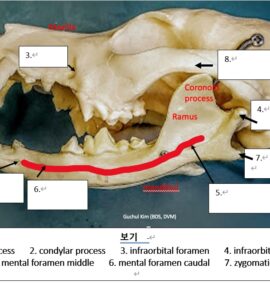 3.
8.
Coronoid
process
4.
Ramus
7.
6.
5.
Guchul Kim (BDS, DVM)
보기
cess 2. condylar process 3. infraorbital foramen 4. infraorbit
mental foramen middle 6. mental foramen caudal 7. zygomatic